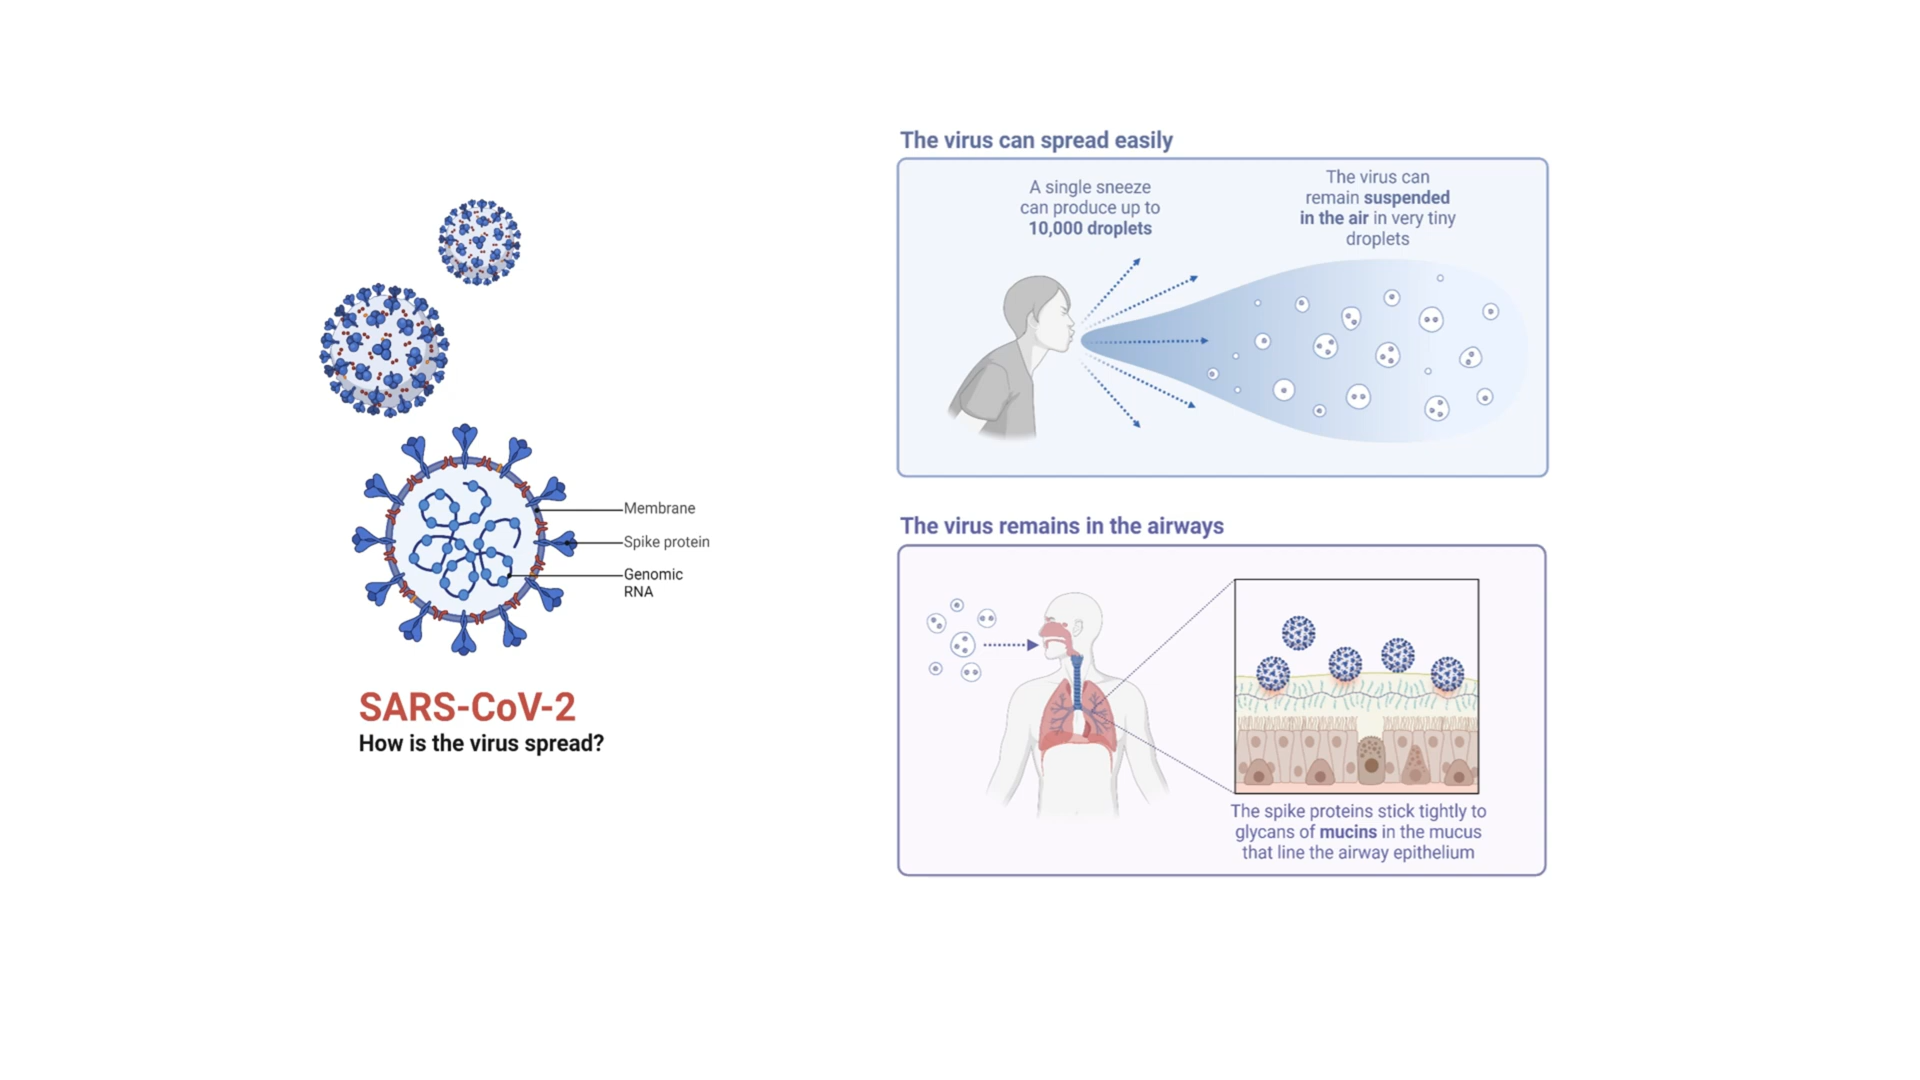 Membrane
Spike protein
Genomic
RNA
SARS-CoV-2
How is the virus spread?
The virus can spread easily
A single sneeze
can produce up to
10,000 droplets
The virus can
remain suspended
in the air in very tiny
droplets
The virus remains in the airways
The spike proteins stick tightly to
glycans of mucins in the mucus
that line the airway epithelium